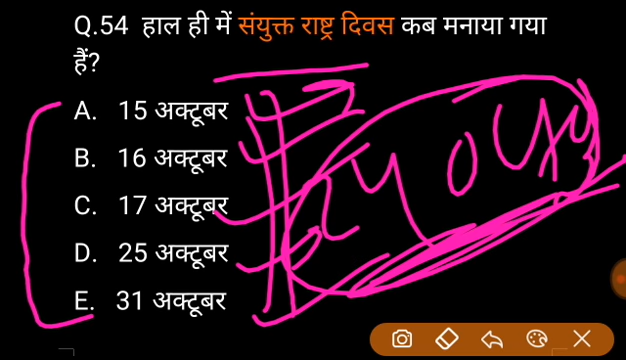 Q.54 हाल ही में संयुक्त राष्ट्र दिवस कब मनाया गया
हैं?
A. 15 अक्टूबर
B. 16 अक्टूबर
C. 17 अक्टूबर
D. 25 अक्टूबर
E. 31 अक्टूबर